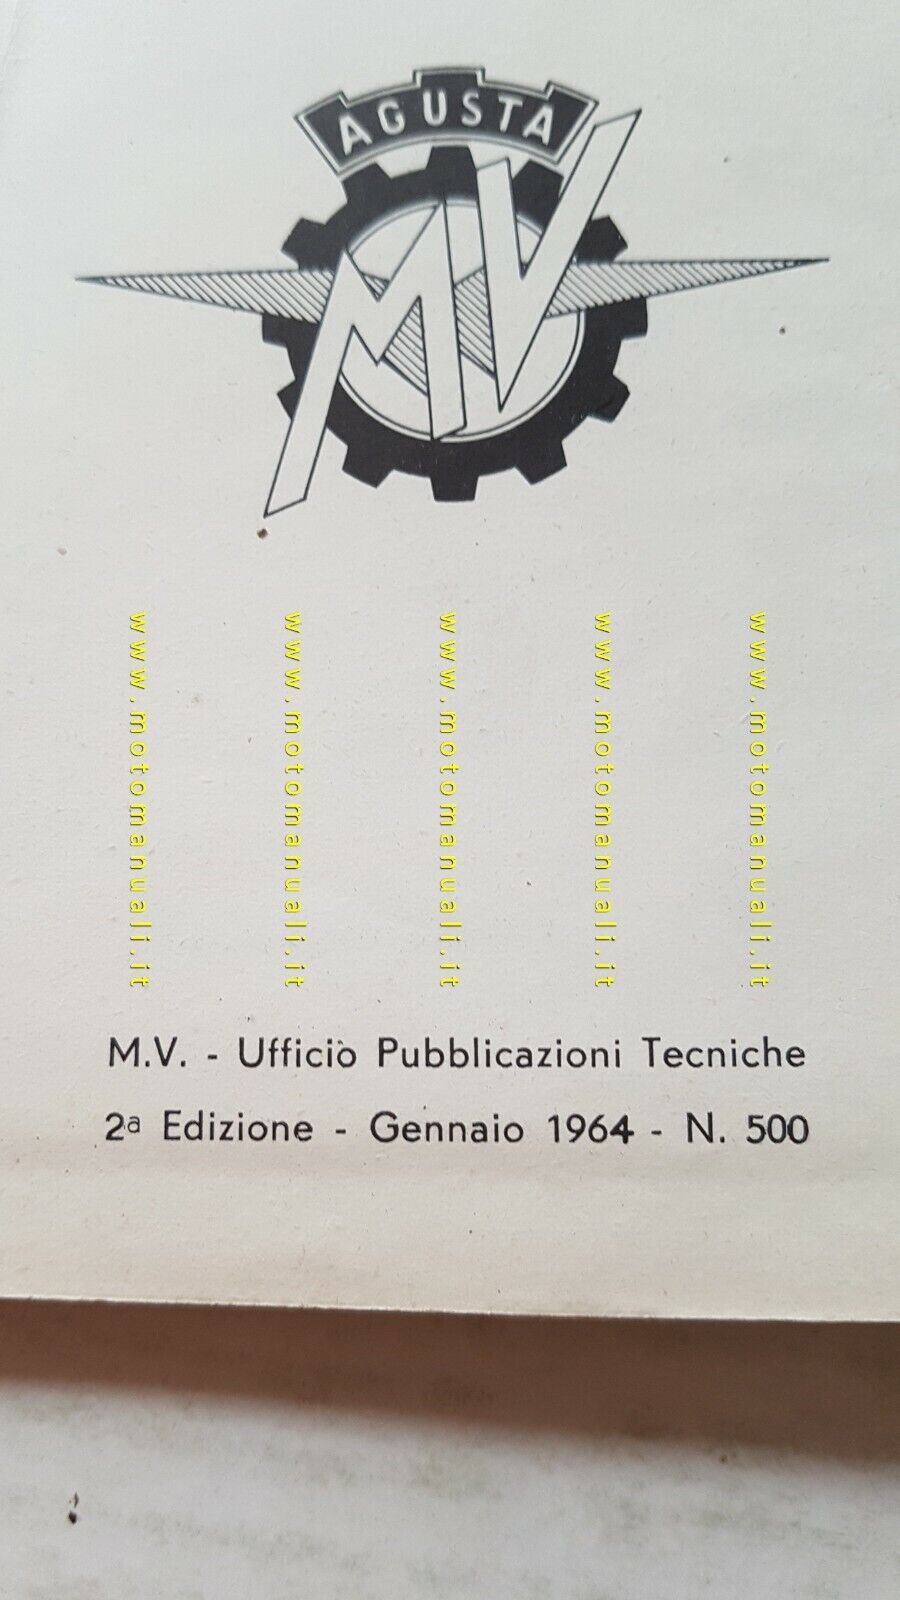 AGUSTA
MV
www.motomanuali.it
www.motomanuali.it
www.motomanuali.it
www.motomanuali.it
www.motomanuali.it
M.V. - Ufficio Pubblicazioni Tecniche
2a Edizione - Gennaio 1964 - N. 500